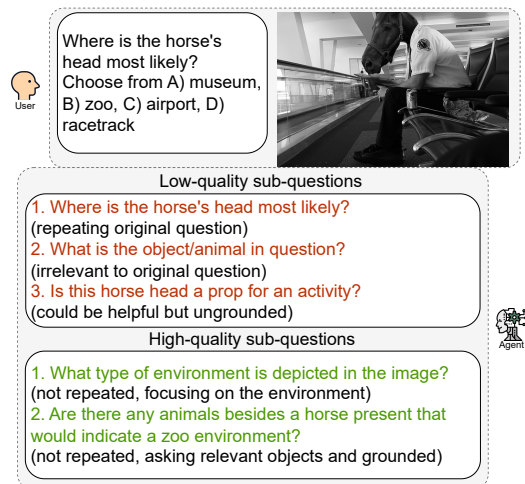 Where is the horse's
head most likely?
Choose from A) museum,
B) zoo, C) airport, D)
racetrack
User
Low-quality sub-questions
1. Where is the horse's head most likely?
(repeating original question)
2. What is the object/animal in question?
(irrelevant to original question)
3. Is this horse head a prop for an activity?
(could be helpful but ungrounded)
High-quality sub-questions
Agent
1. What type of environment is depicted in the image?
(not repeated, focusing on the environment)
2. Are there any animals besides a horse present that
would indicate a zoo environment?
(not repeated, asking relevant objects and grounded)